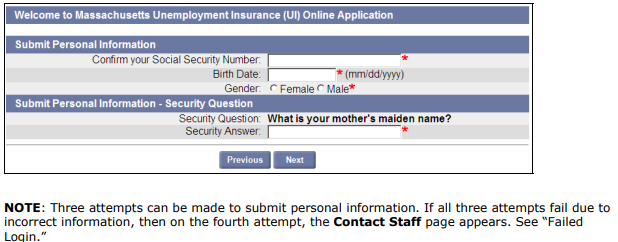 Welcome to Massachusetts Unemployment Insurance (UI) Online Application
Submit Personal Information
Confirm your Social Security Number: *
Birth Date: * (mm/dd/yyyy)
Gender: Female Male*
Submit Personal Information - Security Question
Security Question: What is your mother's maiden name?
Security Answer: *
Previous Next
NOTE: Three attempts can be made to submit personal information. If all three attempts fail due to
incorrect information, then on the fourth attempt, the Contact Staff page appears. See “Failed
Login.”